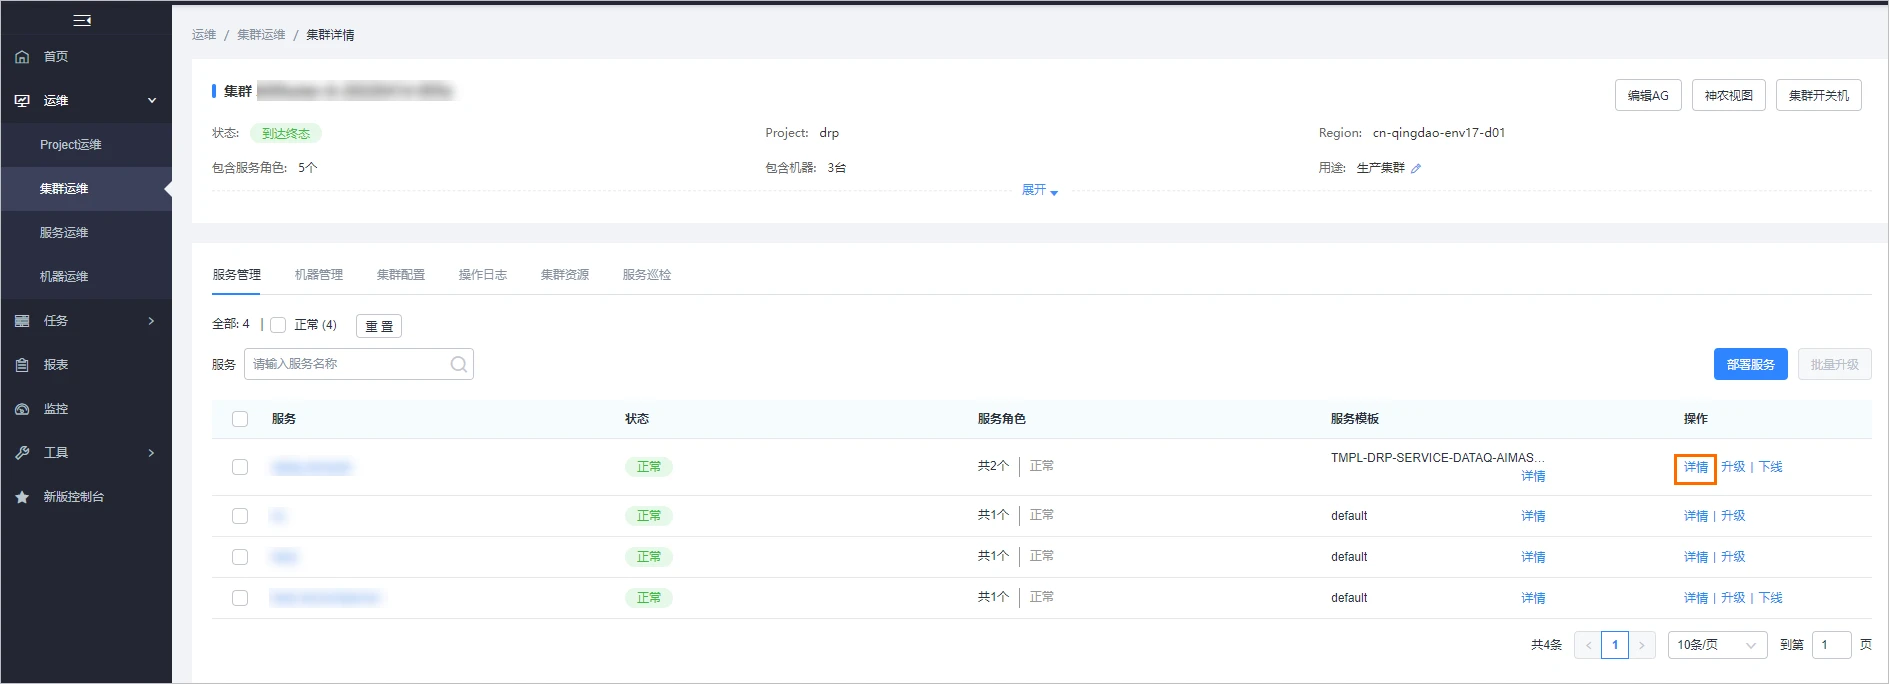 首页
运维
Project运维
集群运维
服务运维
机器运维
任务
报表
监控
工具
新版控制台
运维 / 集群运维 / 集群详情
集群
编辑AG
神农视图
集群开关机
状态: 到达终态
Project: drp
Region: cn-qingdao-env17-d01
包含服务角色: 5个
包含机器: 3台
用途: 生产集群
展开
服务管理 机器管理 集群配置 操作日志 集群资源 服务巡检
全部: 4 | 正常 (4) 重 置
服务 请输入服务名称
部署服务 批量升级
服务 状态 服务角色 服务模板 操作
正常 共2个 正常 TMPL-DRP-SERVICE-DATAQ-AIMAS... 详情 详情 升级 | 下线
正常 共1个 正常 default 详情 详情 | 升级
正常 共1个 正常 default 详情 详情 | 升级
正常 共1个 正常 default 详情 详情 | 升级 | 下线
共4条 < 1 > 10条/页 到第 1 页